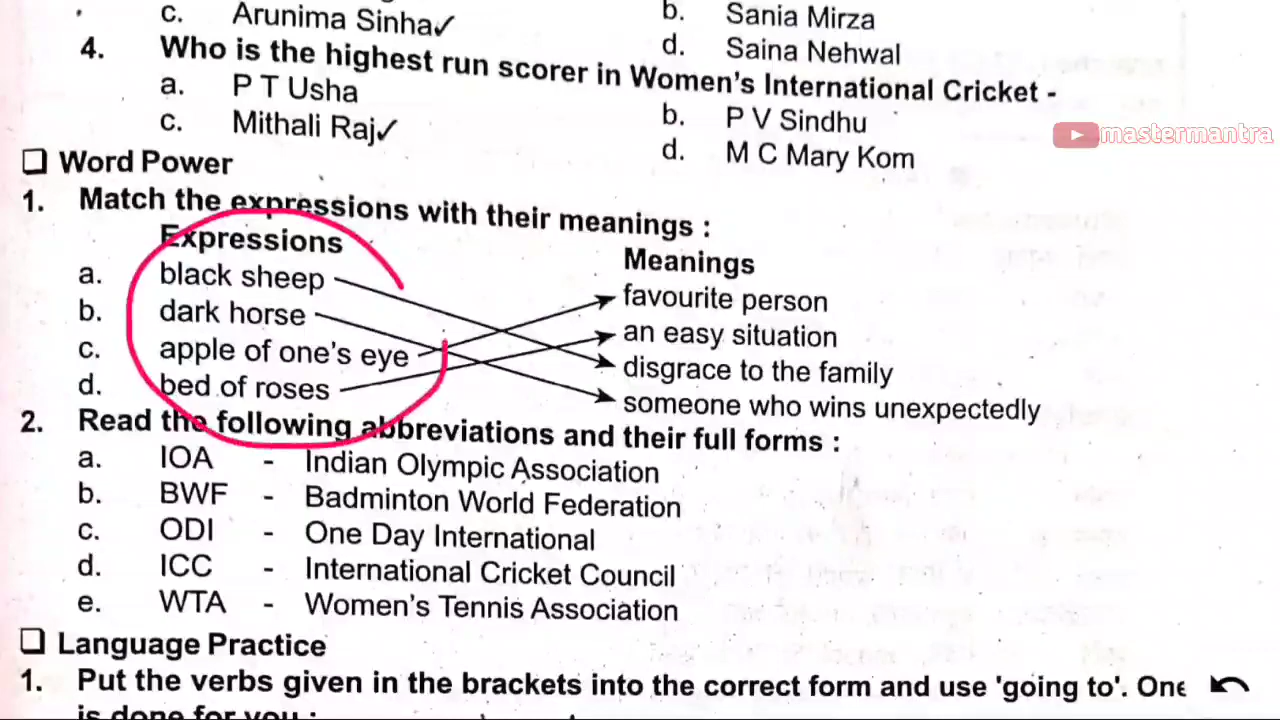 c. Arunima Sinha✓ b. Sania Mirza
d. Saina Nehwal
4. Who is the highest run scorer in Women's International Cricket -
a. P T Usha b. P V Sindhu
c. Mithali Raj✓ d. M C Mary Kom
mastermantra
❑ Word Power
1. Match the expressions with their meanings :
Expressions Meanings
a. black sheep favourite person
b. dark horse an easy situation
c. apple of one's eye disgrace to the family
d. bed of roses someone who wins unexpectedly
2. Read the following abbreviations and their full forms :
a. IOA - Indian Olympic Association
b. BWF - Badminton World Federation
c. ODI - One Day International
d. ICC - International Cricket Council
e. WTA - Women's Tennis Association
❑ Language Practice
1. Put the verbs given in the brackets into the correct form and use 'going to'. One
is done for you :